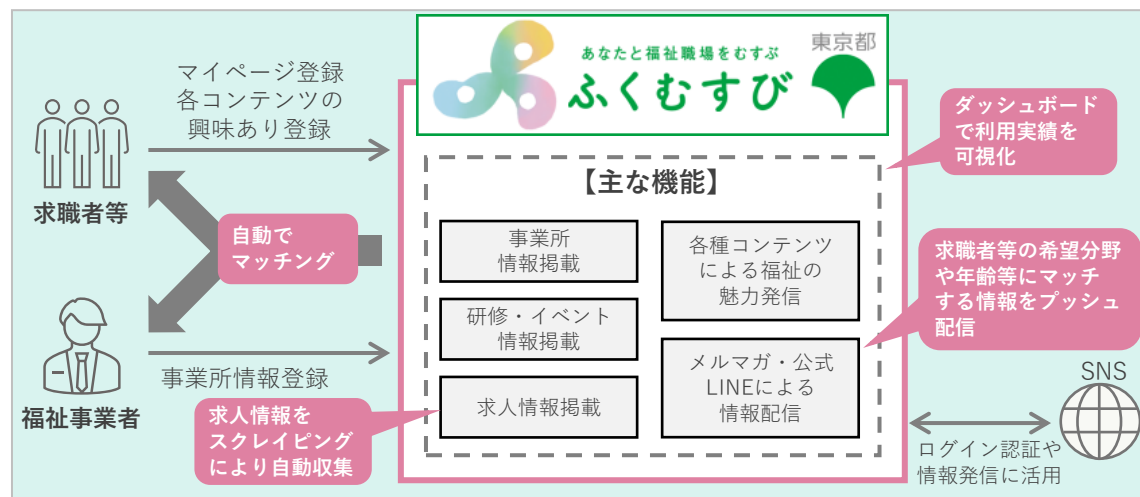 あなたと福祉職場をむすぶ
ふくむすび
東京都
マイページ登録
各コンテンツの
興味あり登録
求職者等
自動で
マッチング
福祉事業者
事業所情報登録
求人情報を
スクレイピング
により自動収集
【主な機能】
事業所
情報掲載
研修・イベント
情報掲載
求人情報掲載
各種コンテンツ
による福祉の
魅力発信
メルマガ・公式
LINEによる
情報配信
ダッシュボード
で利用実績を
可視化
求職者等の希望分野
や年齢等にマッチ
する情報をプッシュ
配信
SNS
ログイン認証や
情報発信に活用